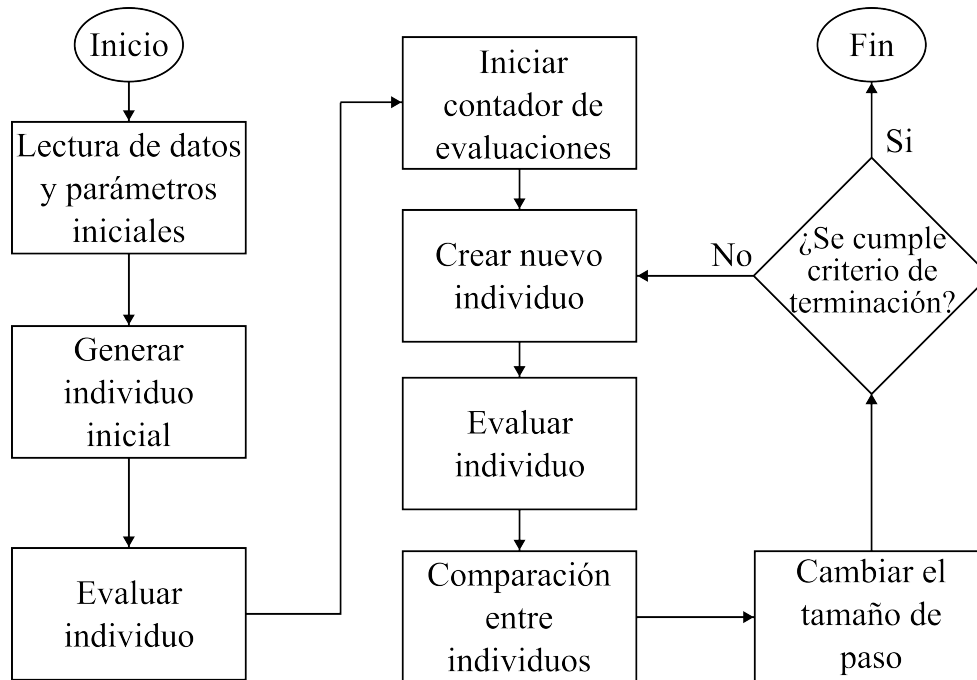 Inicio
Lectura de datos
y parámetros
iniciales
Generar
individuo
inicial
Evaluar
individuo
Iniciar
contador de
evaluaciones
Crear nuevo
individuo
Evaluar
individuo
Comparación
entre
individuos
Cambiar el
tamaño de
paso
¿Se cumple
criterio de
terminación?
No
Si
Fin